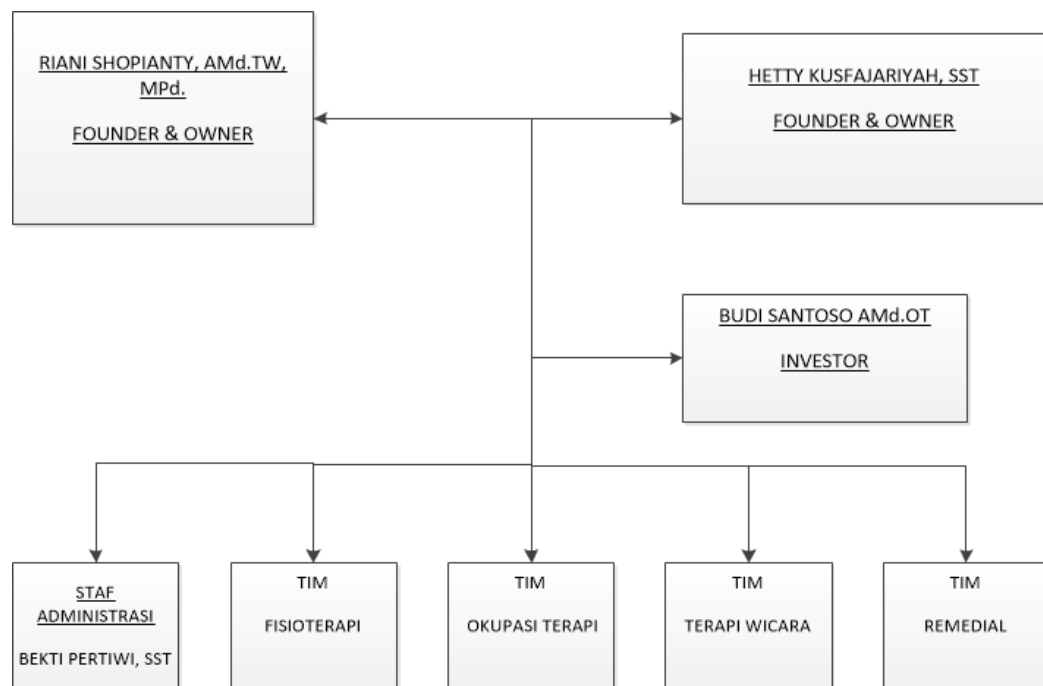 RIANI SHOPIANTY, AMd.TW,
MPd.
FOUNDER & OWNER
HETTY KUSFAJARIYAH, SST
FOUNDER & OWNER
BUDI SANTOSO AMd.OT
INVESTOR
STAF
ADMINISTRASI
BEKTI PERTIWI, SST
TIM
FISIOTERAPI
TIM
OKUPASI TERAPI
TIM
TERAPI WICARA
TIM
REMEDIAL